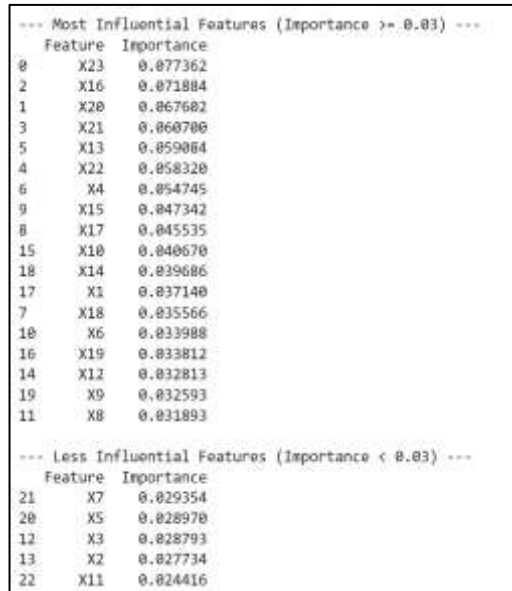 --- Most Influential Features (Importance >= 0.03) ---
Feature Importance
0 X23 0.077362
2 X16 0.071884
1 X20 0.067602
3 X21 0.060700
5 X13 0.059084
4 X22 0.058320
6 X4 0.054745
9 X15 0.047342
8 X17 0.045535
15 X10 0.040670
18 X14 0.039686
17 X1 0.037140
7 X18 0.035566
10 X6 0.033988
16 X19 0.033812
14 X12 0.032813
19 X9 0.032593
11 X8 0.031893
--- Less Influential Features (Importance < 0.03) ---
Feature Importance
21 X7 0.029354
20 X5 0.028970
12 X3 0.028793
13 X2 0.027734
22 X11 0.024416